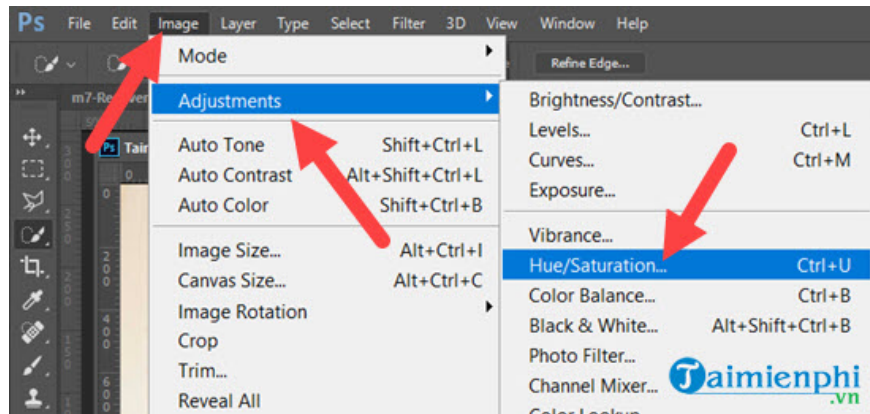 Ps File Edit Image Layer Type Select Filter 3D View Window Help
Refine Edge...
Mode
Adjustments
Auto Tone Shift+Ctrl+L
Auto Contrast Alt+Shift+Ctrl+L
Auto Color Shift+Ctrl+B
Image Size... Alt+Ctrl+I
Canvas Size... Alt+Ctrl+C
Image Rotation
Crop
Trim...
Reveal All
Brightness/Contrast...
Levels... Ctrl+L
Curves... Ctrl+M
Exposure...
Vibrance...
Hue/Saturation... Ctrl+U
Color Balance... Ctrl+B
Black & White... Alt+Shift+Ctrl+B
Photo Filter...
Channel Mixer...
Color Lookup...
Taimienphi
.vn